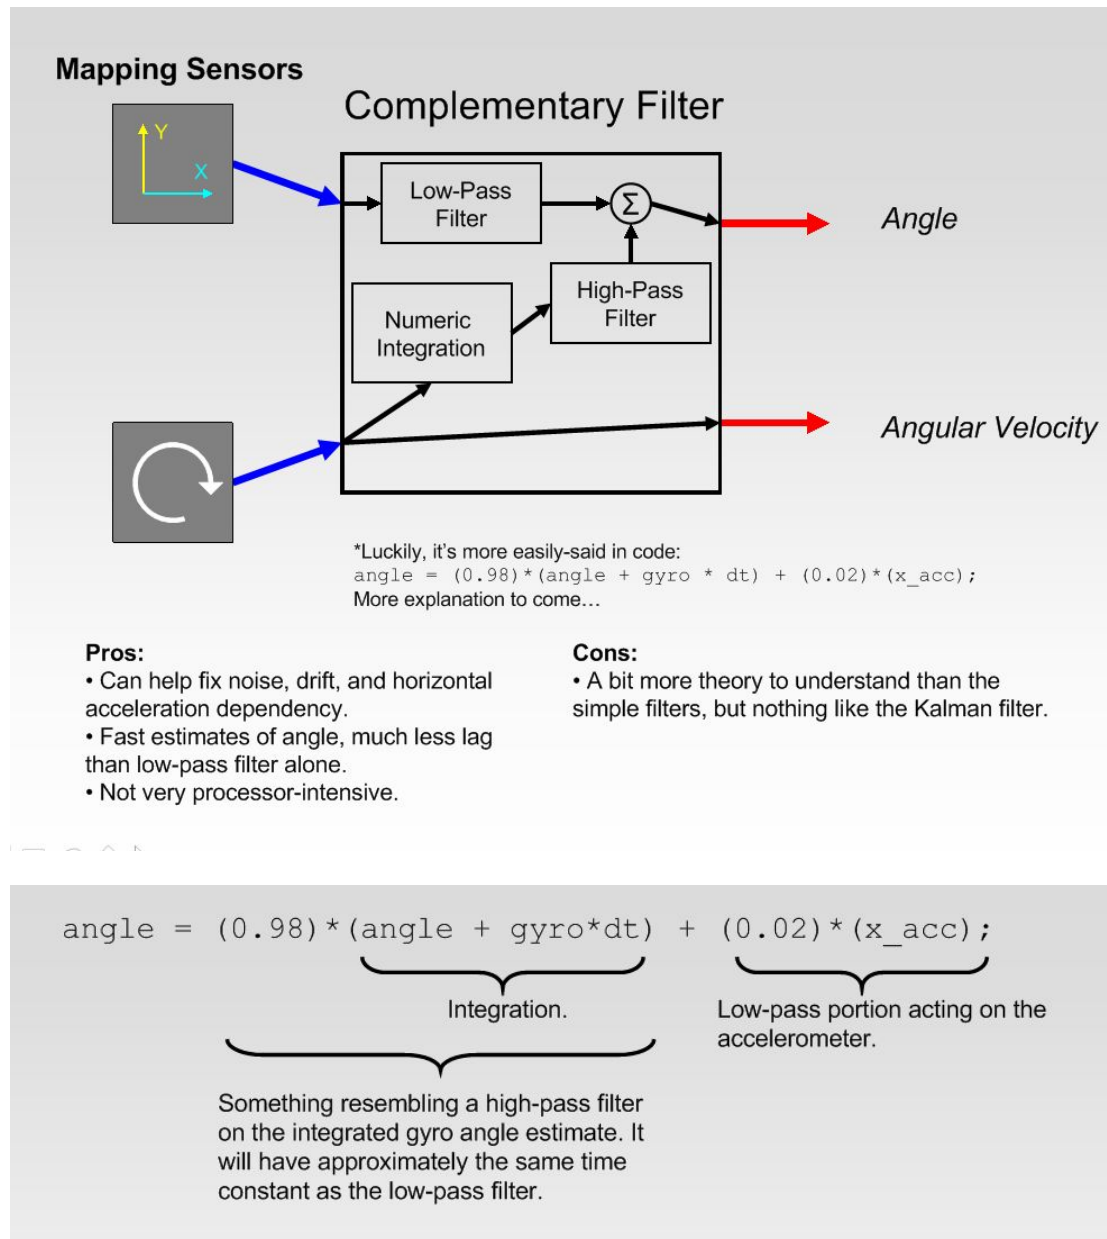 Mapping Sensors
Complementary Filter
Y
X
Low-Pass
Filter
Σ
Angle
High-Pass
Filter
Numeric
Integration
Angular Velocity
*Luckily, it's more easily-said in code:
angle = (0.98)*(angle + gyro * dt) + (0.02)*(x_acc);
More explanation to come…
Pros:
• Can help fix noise, drift, and horizontal
acceleration dependency.
• Fast estimates of angle, much less lag
than low-pass filter alone.
• Not very processor-intensive.
Cons:
• A bit more theory to understand than the
simple filters, but nothing like the Kalman filter.
angle = (0.98)*(angle + gyro*dt) + (0.02)*(x_acc);
Integration.
Low-pass portion acting on the
accelerometer.
Something resembling a high-pass filter
on the integrated gyro angle estimate. It
will have approximately the same time
constant as the low-pass filter.